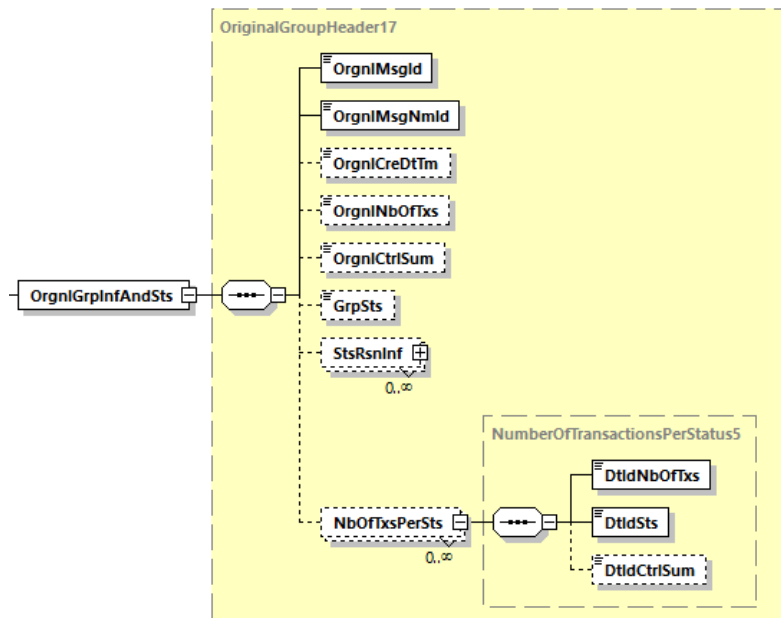 OriginalGroupHeader17
OrgnlMsgId
OrgnlMsgNmId
OrgnlCreDtTm
OrgnlNbOfTxs
OrgnlCtrlSum
OrgnlGrpInfAndSts
GrpSts
StsRsnInf
0..∞
NumberOfTransactionsPerStatus5
DtldNbOfTxs
NbOfTxsPerSts
DtldSts
0..∞
DtldCtrlSum